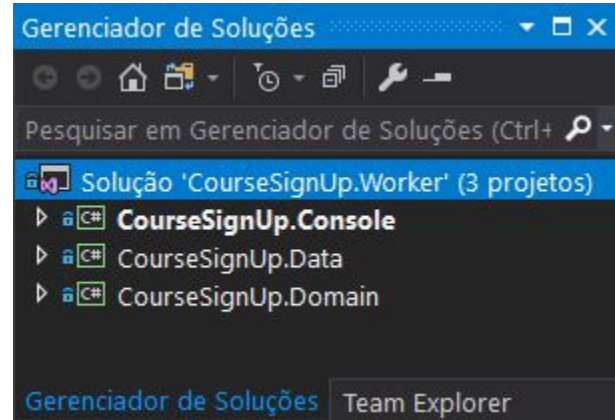 Gerenciador de Soluções
Pesquisar em Gerenciador de Soluções (Ctrl+
Solução 'CourseSignUp.Worker' (3 projetos)
C# CourseSignUp.Console
C# CourseSignUp.Data
C# CourseSignUp.Domain
Gerenciador de Soluções Team Explorer